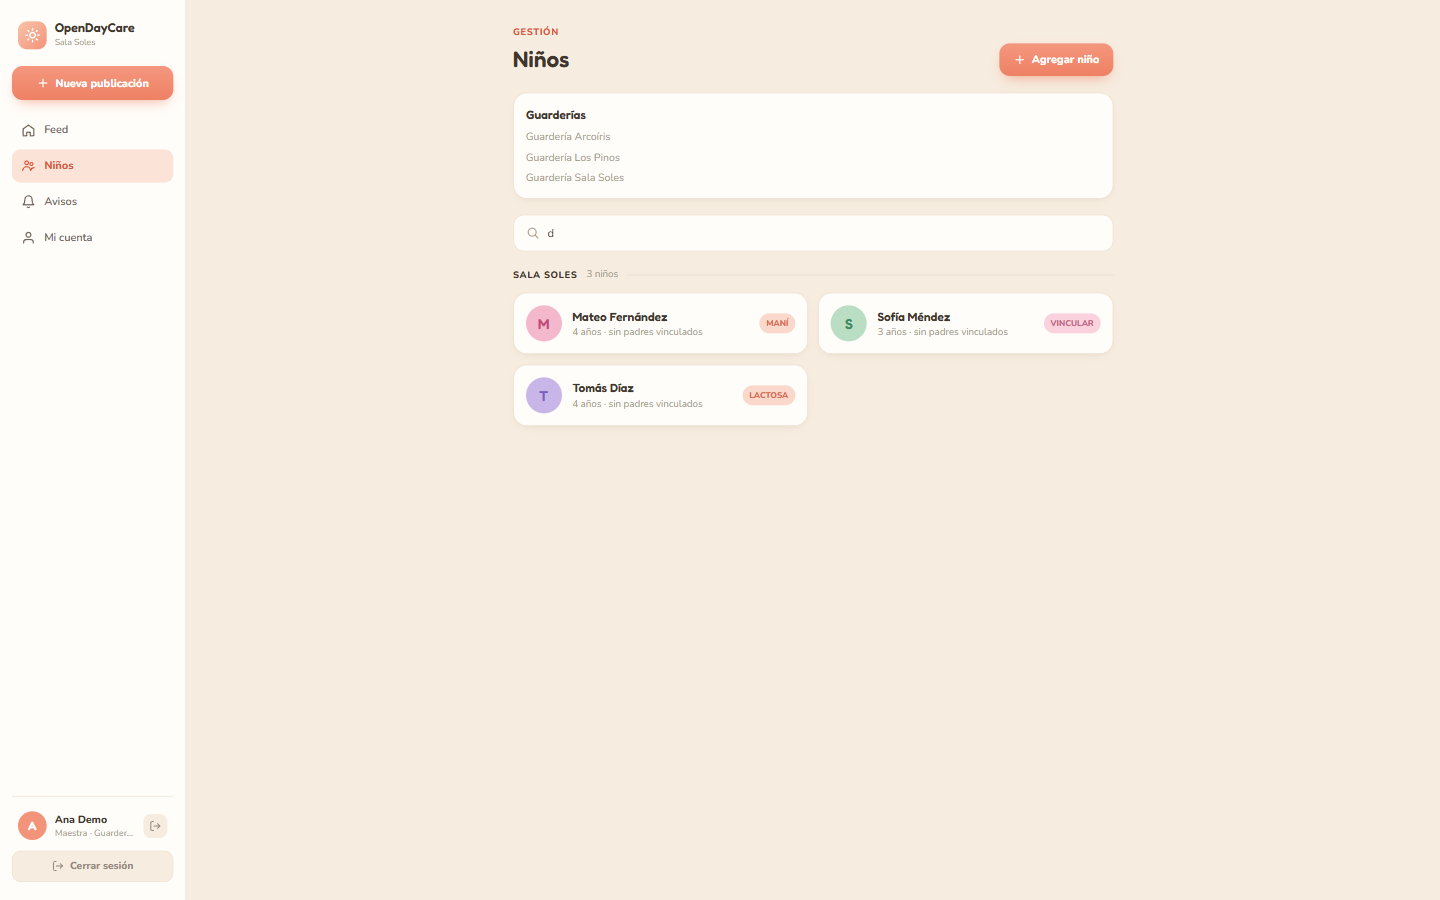 OpenDayCare
Sala Soles
Nueva publicación
Feed
Niños
Avisos
Mi cuenta
Ana Demo
Maestra · Guarder...
Cerrar sesión
GESTIÓN
Niños
Agregar niño
Guarderías
Guardería Arcoíris
Guardería Los Pinos
Guardería Sala Soles
d
SALA SOLES 3 niños
M
Mateo Fernández
4 años · sin padres vinculados
MANÍ
S
Sofía Méndez
3 años · sin padres vinculados
VINCULAR
T
Tomás Díaz
4 años · sin padres vinculados
LACTOSA
A